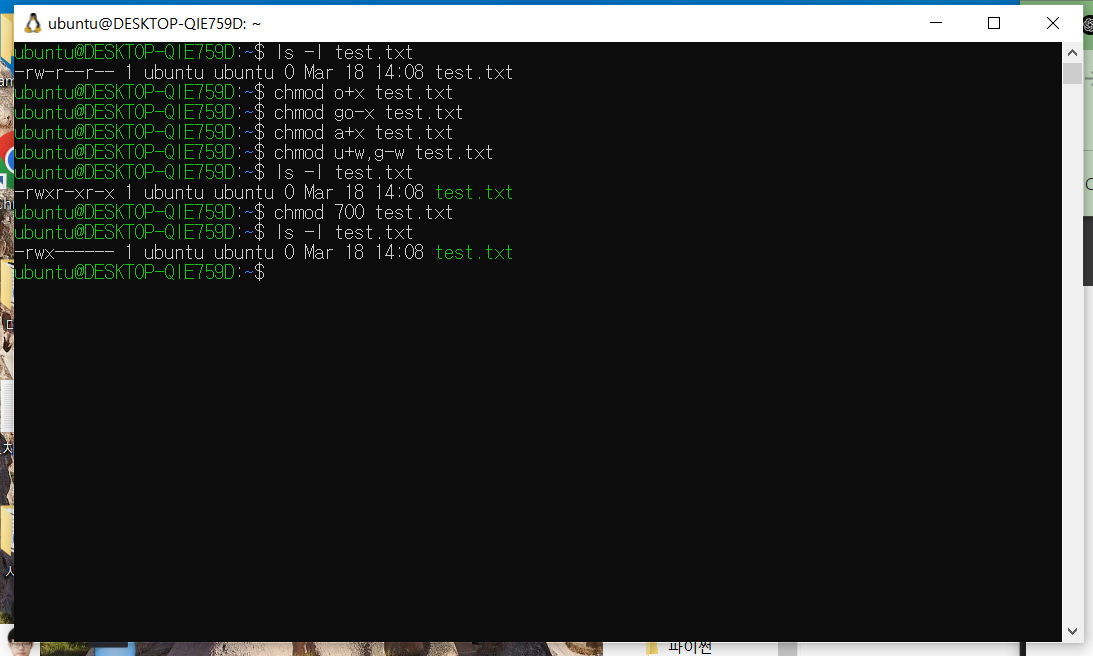 ubuntu@DESKTOP-QIE759D: ~
ubuntu@DESKTOP-QIE759D:~$ ls -l test.txt
-rw-r--r-- 1 ubuntu ubuntu 0 Mar 18 14:08 test.txt
ubuntu@DESKTOP-QIE759D:~$ chmod o+x test.txt
ubuntu@DESKTOP-QIE759D:~$ chmod go-x test.txt
ubuntu@DESKTOP-QIE759D:~$ chmod a+x test.txt
ubuntu@DESKTOP-QIE759D:~$ chmod u+w,g-w test.txt
ubuntu@DESKTOP-QIE759D:~$ ls -l test.txt
-rwxr-xr-x 1 ubuntu ubuntu 0 Mar 18 14:08 test.txt
ubuntu@DESKTOP-QIE759D:~$ chmod 700 test.txt
ubuntu@DESKTOP-QIE759D:~$ ls -l test.txt
-rwx------ 1 ubuntu ubuntu 0 Mar 18 14:08 test.txt
ubuntu@DESKTOP-QIE759D:~$
파이썬